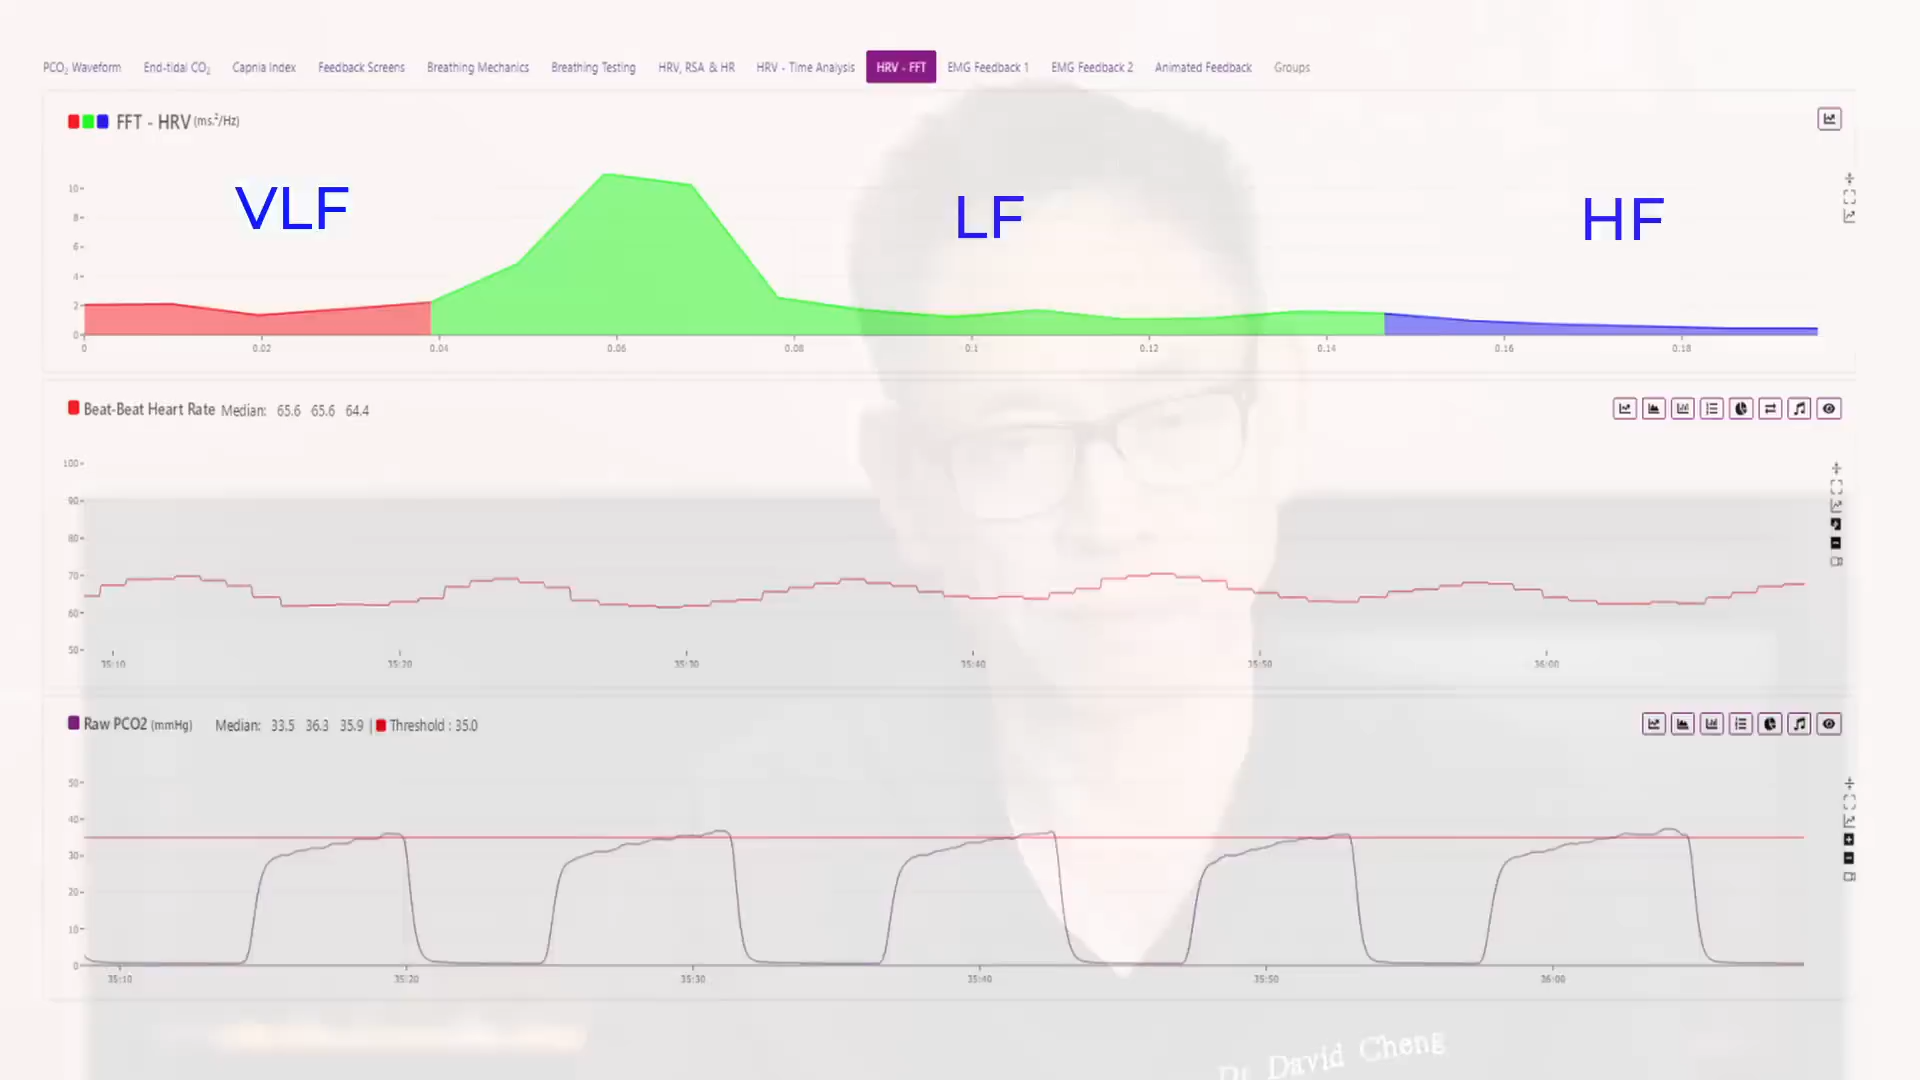 PCO2 Waveform End-tidal CO2 Capnia Index Feedback Screens Breathing Mechanics Breathing Testing HRV, RSA & HR HRV - Time Analysis HRV - FFT EMG Feedback 1 EMG Feedback 2 Animated Feedback Groups
FFT - HRV (ms.²/Hz)
VLF LF HF
10
8
6
4
2
0
0 0.02 0.04 0.06 0.08 0.1 0.12 0.14 0.16 0.18
Beat-Beat Heart Rate Median: 65.6 65.6 64.4
100
90
80
70
60
50
35:10 35:20 35:30 35:40 35:50 36:00
Raw PCO2 (mmHg) Median: 33.5 36.3 35.9 | Threshold : 35.0
50
40
30
20
10
0
35:10 35:20 35:30 35:40 35:50 36:00
Dr David Cheng